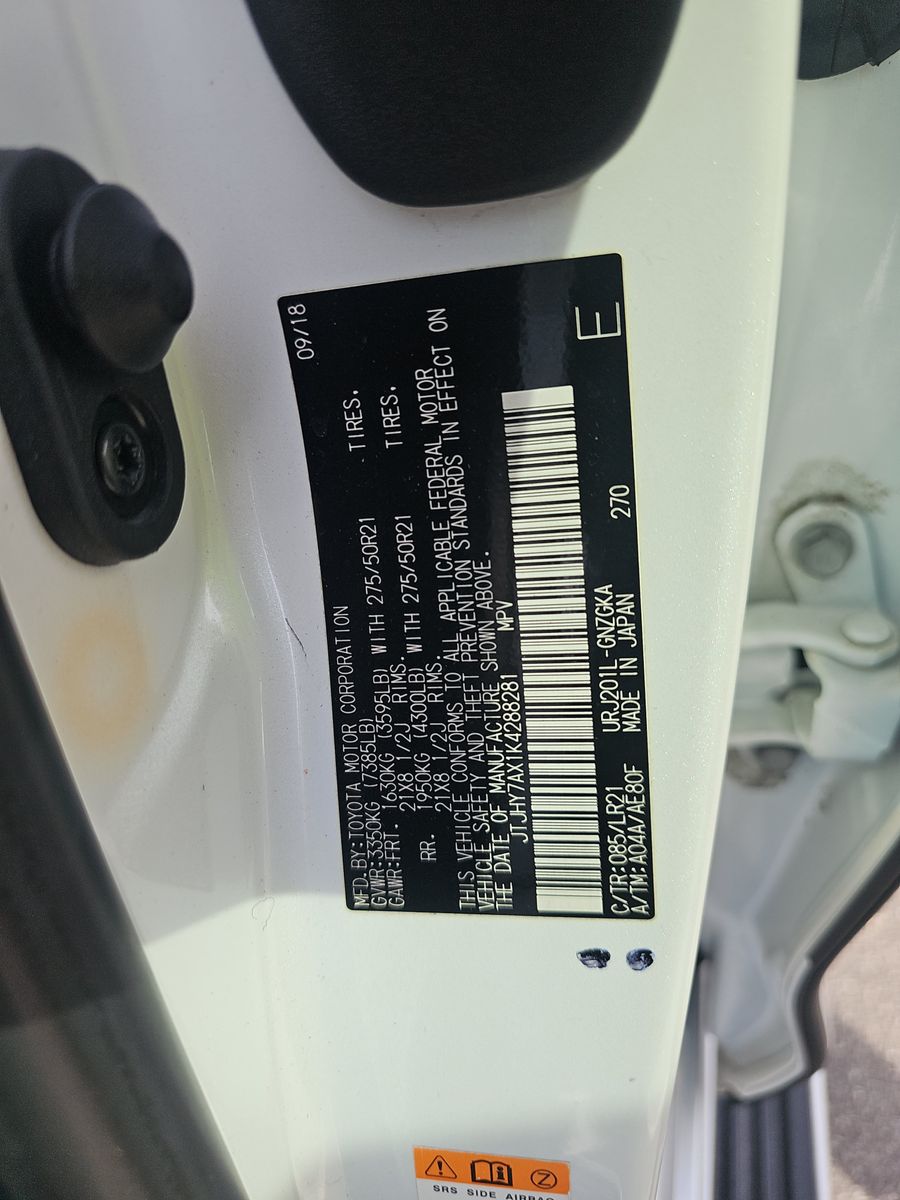 MFD.BY:TOYOTA MOTOR CORPORATION 09/18
GVWR:3350KG (7385LB)
GAWR:FRT. 1630KG (3595LB) WITH 275/50R21 TIRES.
21X8 1/2J RIMS.
RR. 1950KG (4300LB) WITH 275/50R21 TIRES.
21X8 1/2J RIMS.
THIS VEHICLE CONFORMS TO ALL APPLICABLE FEDERAL MOTOR
VEHICLE SAFETY AND THEFT PREVENTION STANDARDS IN EFFECT ON
THE DATE OF MANUFACTURE SHOWN ABOVE.
JTJHY7AX1K4288281 MPV
C/TR:085/LR21 URJ201L-GNZGKA
A/TM:A04A/AE80F MADE IN JAPAN 270
E
SRS SIDE AIRBAG